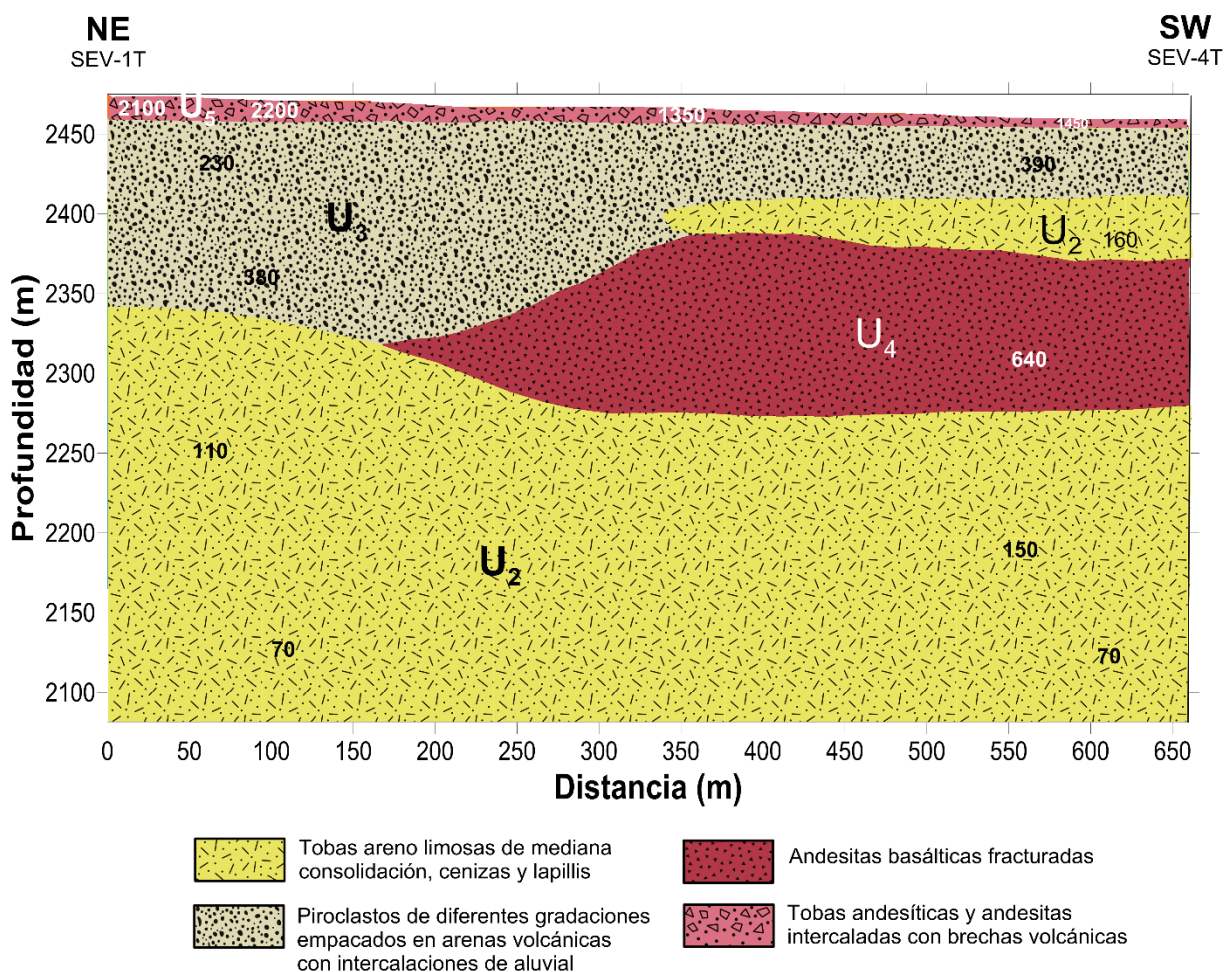 NE
SEV-1T
SW
SEV-4T
2100 U5 2200 1350 1450
2450
230 390
2400
U3
U2 160
380
2350
U4
2300
640
110
2250
Profundidad (m)
2200
150
U2
2150
70 70
2100
0 50 100 150 200 250 300 350 400 450 500 550 600 650
Distancia (m)
Tobas areno limosas de mediana
consolidación, cenizas y lapillis
Andesitas basálticas fracturadas
Piroclastos de diferentes gradaciones
empacados en arenas volcánicas
con intercalaciones de aluvial
Tobas andesíticas y andesitas
intercaladas con brechas volcánicas